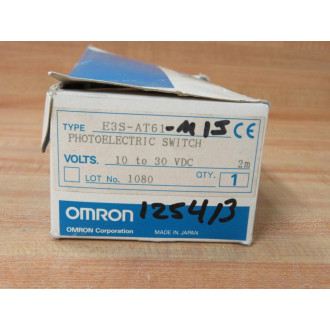 TYPE E3S-AT61-M1J CE
PHOTOELECTRIC SWITCH
VOLTS. 10 to 30 VDC 2m
LOT No. 1080 QTY. 1
OMRON 1254/3
OMRON Corporation MADE IN JAPAN